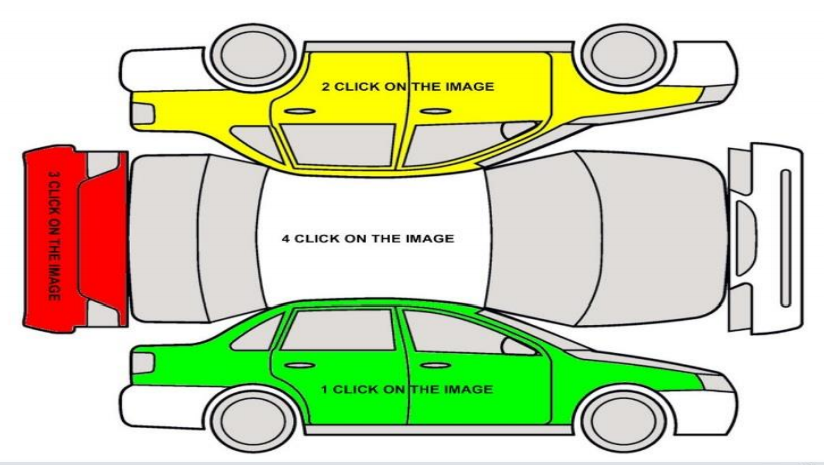 2 CLICK ON THE IMAGE
3 CLICK ON THE IMAGE
4 CLICK ON THE IMAGE
1 CLICK ON THE IMAGE